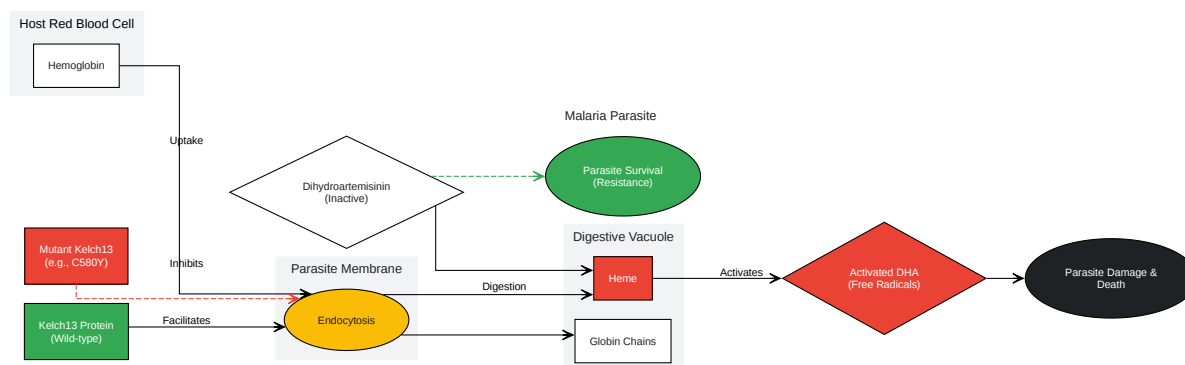 Host Red Blood Cell
Hemoglobin
Uptake
Malaria Parasite
Dihydroartemisinin
(Inactive)
Parasite Survival
(Resistance)
Mutant Kelch13
(e.g., C580Y)
Inhibits
Kelch13 Protein
(Wild-type)
Facilitates
Parasite Membrane
Endocytosis
Digestion
Digestive Vacuole
Heme
Globin Chains
Activates
Activated DHA
(Free Radicals)
Parasite Damage &
Death